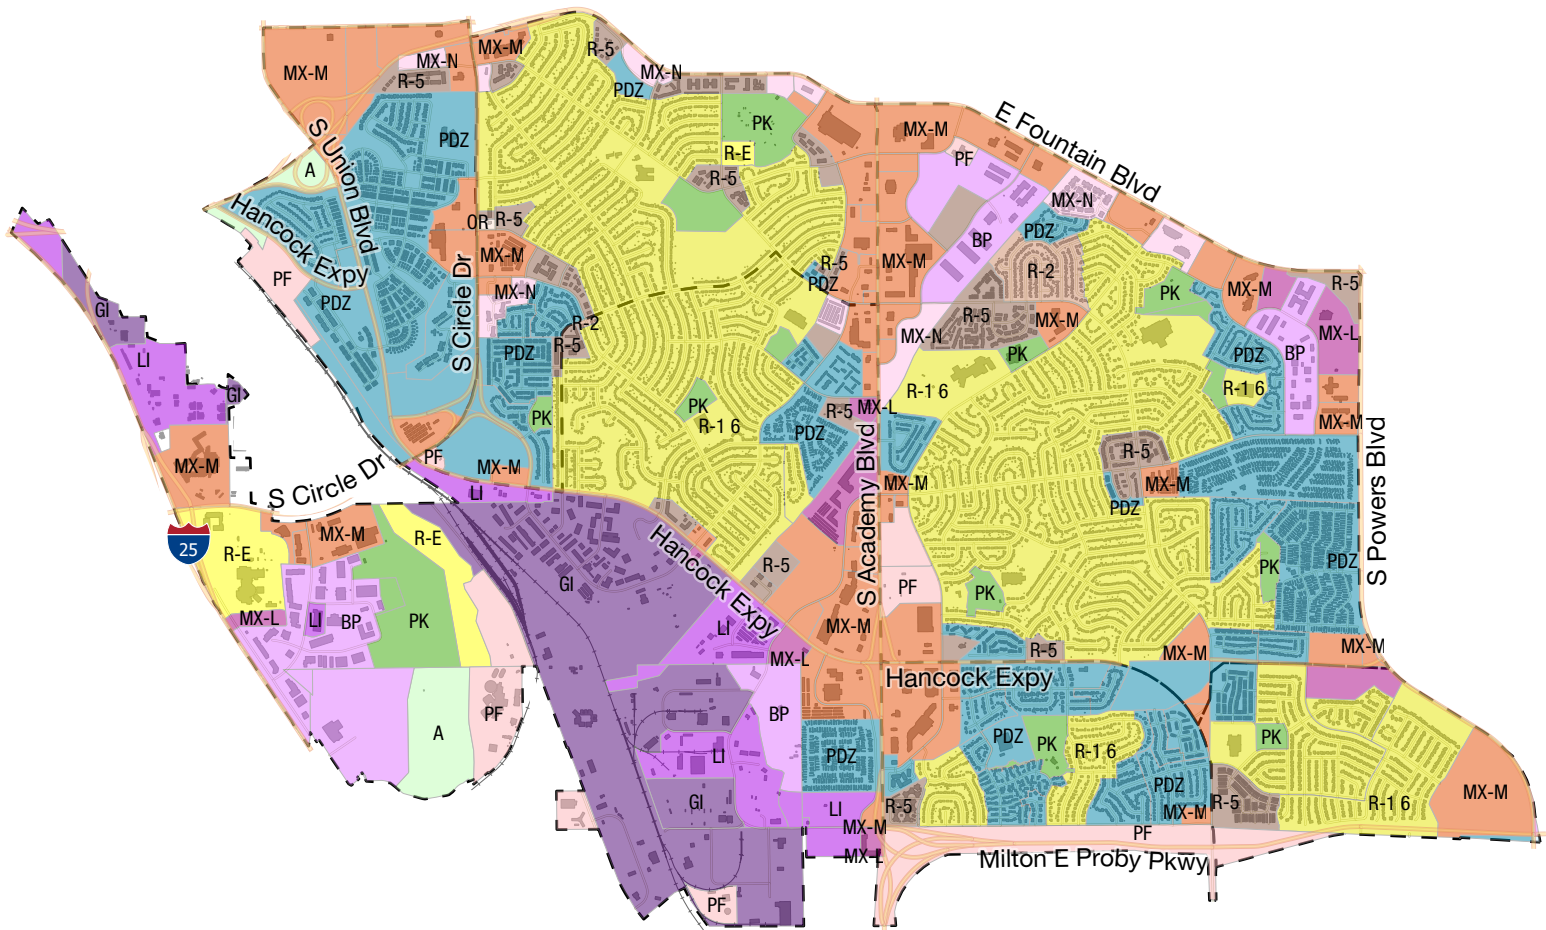 MX-M
MX-N
MX-M
R-5
R-5
MX-N
PDZ
PDZ
PK
R-E
MX-M
E Fountain Blvd
PF
S Union Blvd
A
R-5
MX-N
Hancock Expy
OR
R-5
PDZ
BP
R-2
MX-M
R-5
PDZ
MX-M
PF
PDZ
S Circle Dr
MX-N
R-2
R-5
PDZ
GI
LI
GI
R-5
MX-M
MX-N
PK
PK
MX-M
R-5
MX-L
PDZ
BP
R-1 6
R-1 6
PK
PK
R-1 6
R-5
MX-L
PDZ
MX-M
MX-M
PF
MX-M
S Circle Dr
LI
S Academy Blvd
MX-M
R-5
MX-M
PDZ
S Powers Blvd
25
R-E
MX-M
R-E
GI
Hancock Expy
R-5
PF
PK
PK
PDZ
MX-L
LI
BP
PK
LI
MX-M
MX-L
R-5
MX-M
MX-M
Hancock Expy
A
PF
BP
PDZ
LI
GI
LI
MX-M
MX-L
PF
PDZ
PK
R-1 6
PDZ
MX-M
R-5
R-5
PK
R-1 6
MX-M
PF
Milton E Proby Pkwy